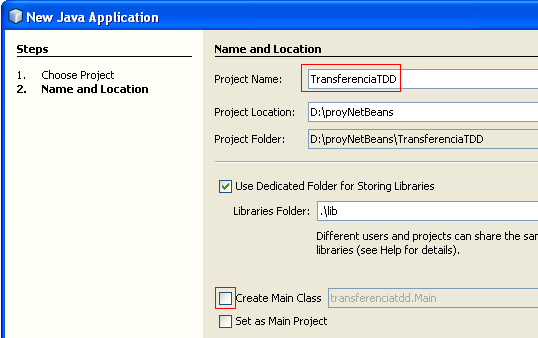 New Java Application
Steps
1. Choose Project
2. Name and Location
Name and Location
Project Name: TransferenciaTDD
Project Location: D:\proyNetBeans
Project Folder: D:\proyNetBeans\TransferenciaTDD
Use Dedicated Folder for Storing Libraries
Libraries Folder: .\lib
Different users and projects can share the
libraries (see Help for details).
Create Main Class transferenciatdd.Main
Set as Main Project